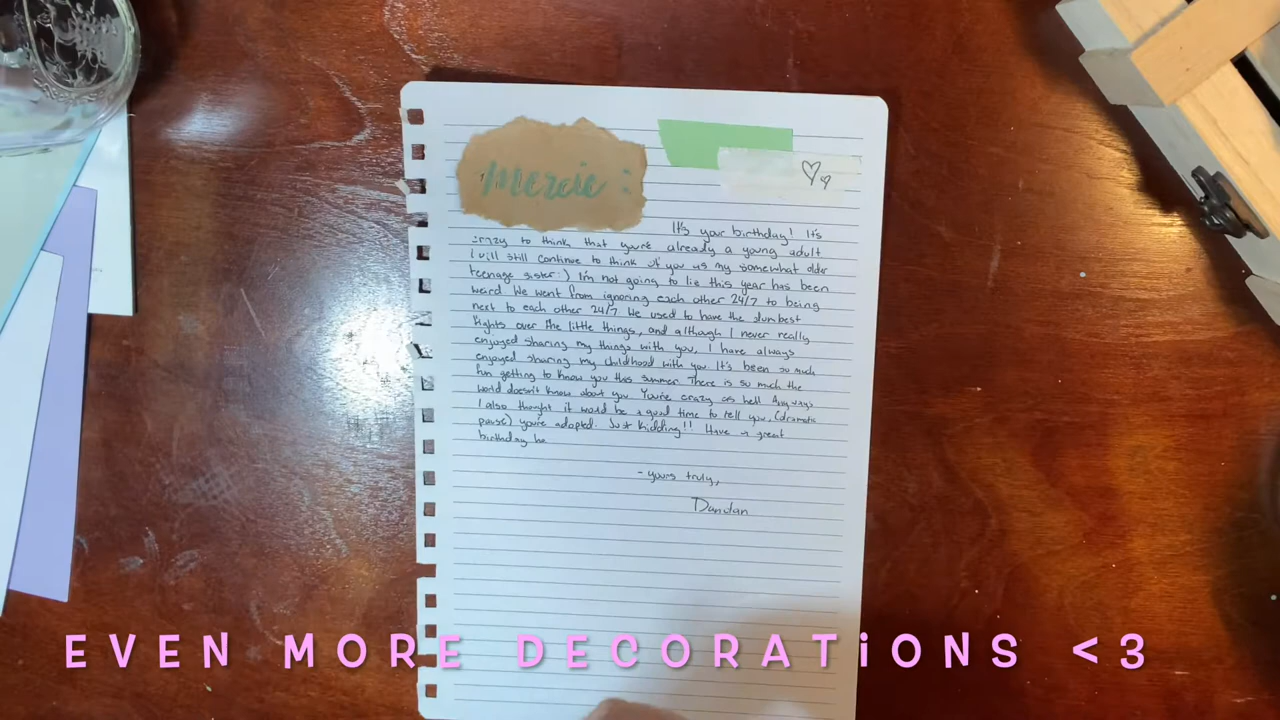 Mercie :
It's your birthday! It's
crazy to think that you're already a young adult
I will still continue to think of you as my somewhat older
teenage sister :) I'm not going to lie this year has been
weird. We went from ignoring each other 24/7 to being
next to each other 24/7. We used to have the dumbest
fights over the little things, and although I never really
enjoyed sharing my things with you, I have always
enjoyed sharing my childhood with you. It's been so much
fun getting to know you this summer. There is so much the
world doesn't know about you. You're crazy as hell. Anyways
I also thought it would be a good time to tell you, (dramatic
pause) you're adopted. Just kidding!! Have a great
birthday
- yours truly,
Dandan
EVEN MORE DECORATiONS <3